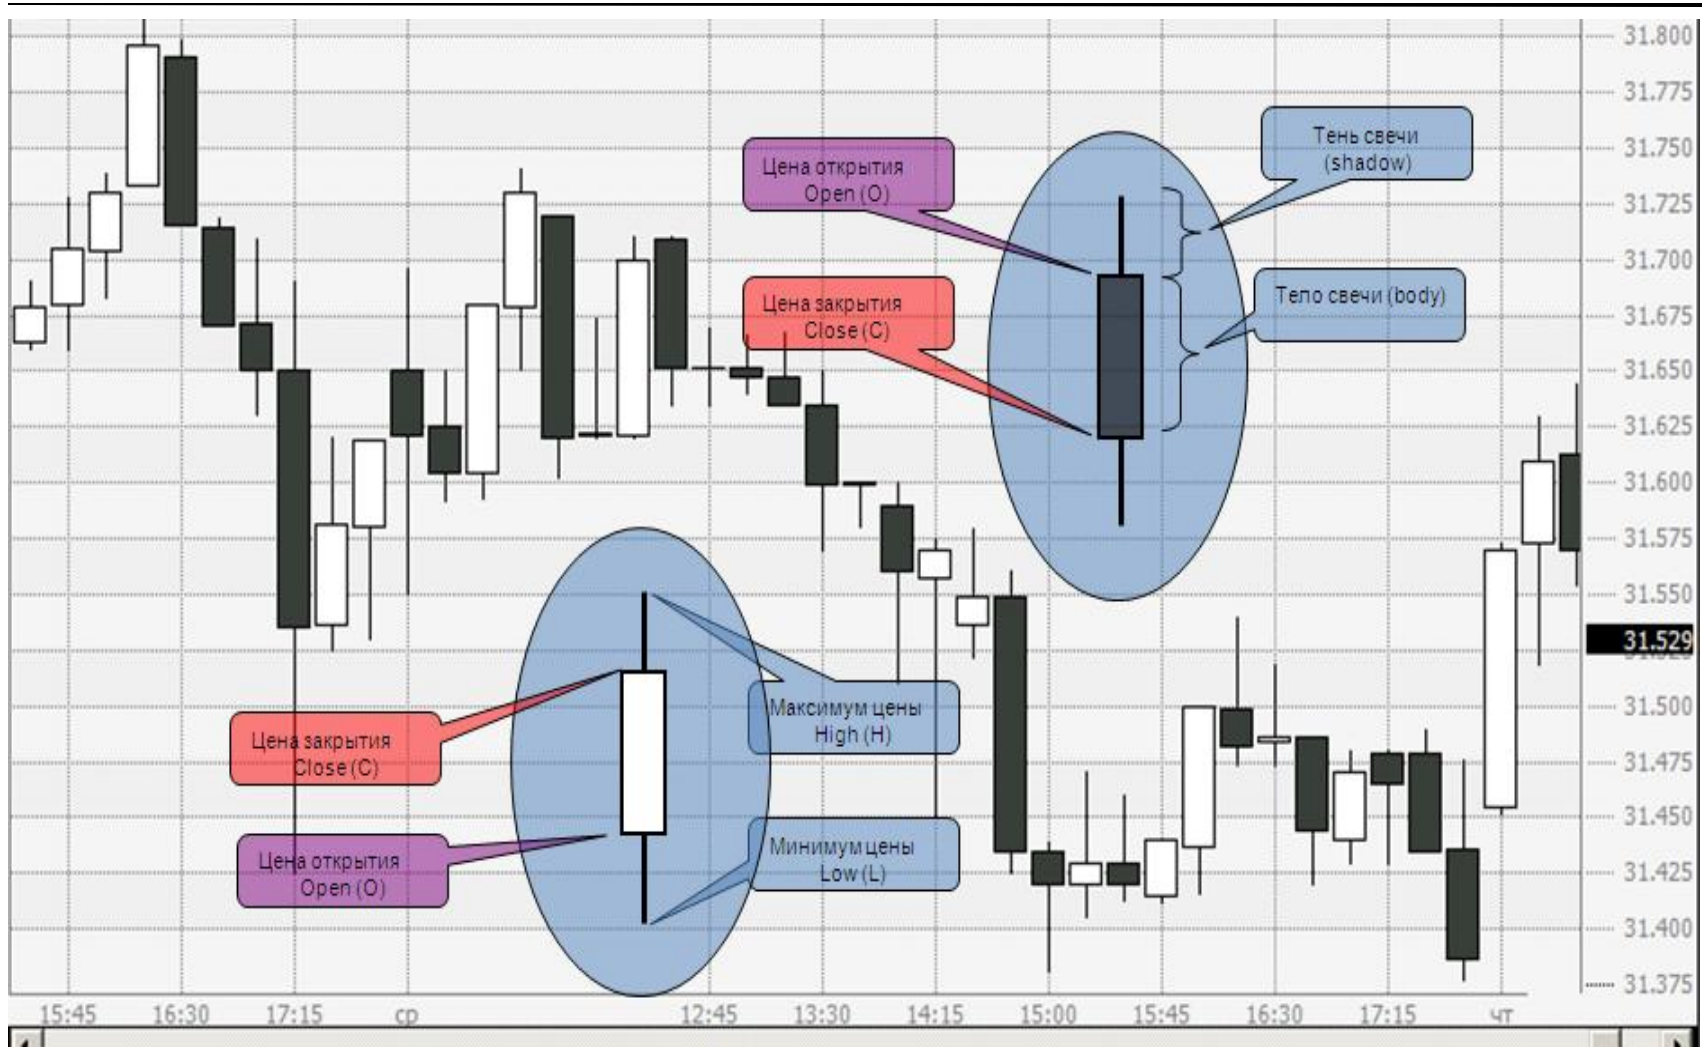 31.800
31.775
Тень свечи
(shadow)
31.750
Цена открытия
Open (O)
31.725
31.700
Тело свечи (body)
Цена закрытия
Close (C)
31.675
31.650
31.625
31.600
31.575
31.550
31.529
Максимум цены
High (H)
31.500
Цена закрытия
Close (C)
31.475
31.450
Минимум цены
Low (L)
Цена открытия
Open (O)
31.425
31.400
31.375
15:45 16:30 17:15 ср 12:45 13:30 14:15 15:00 15:45 16:30 17:15 чт